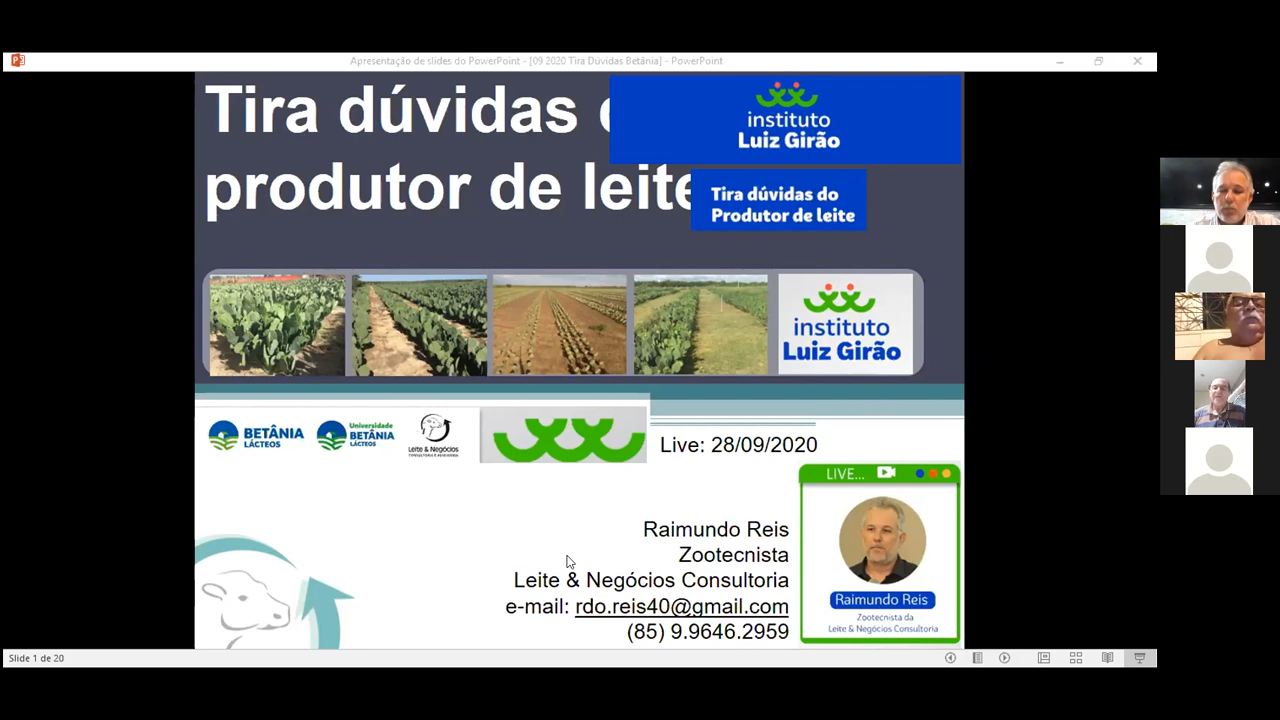 Apresentação de slides do PowerPoint - [09 2020 Tira Dúvidas Betânia] - PowerPoint
Tira dúvidas
produtor de leite
instituto
Luiz Girão
Tira dúvidas do
Produtor de leite
instituto
Luiz Girão
BETÂNIA
LÁCTEOS
Universidade
BETÂNIA
LÁCTEOS
Leite & Negócios
CONSULTORIA E ASSESSORIA
Live: 28/09/2020
LIVE...
Raimundo Reis
Zootecnista
Leite & Negócios Consultoria
e-mail: rdo.reis40@gmail.com
(85) 9.9646.2959
Raimundo Reis
Zootecnista da
Leite & Negócios Consultoria
Slide 1 de 20